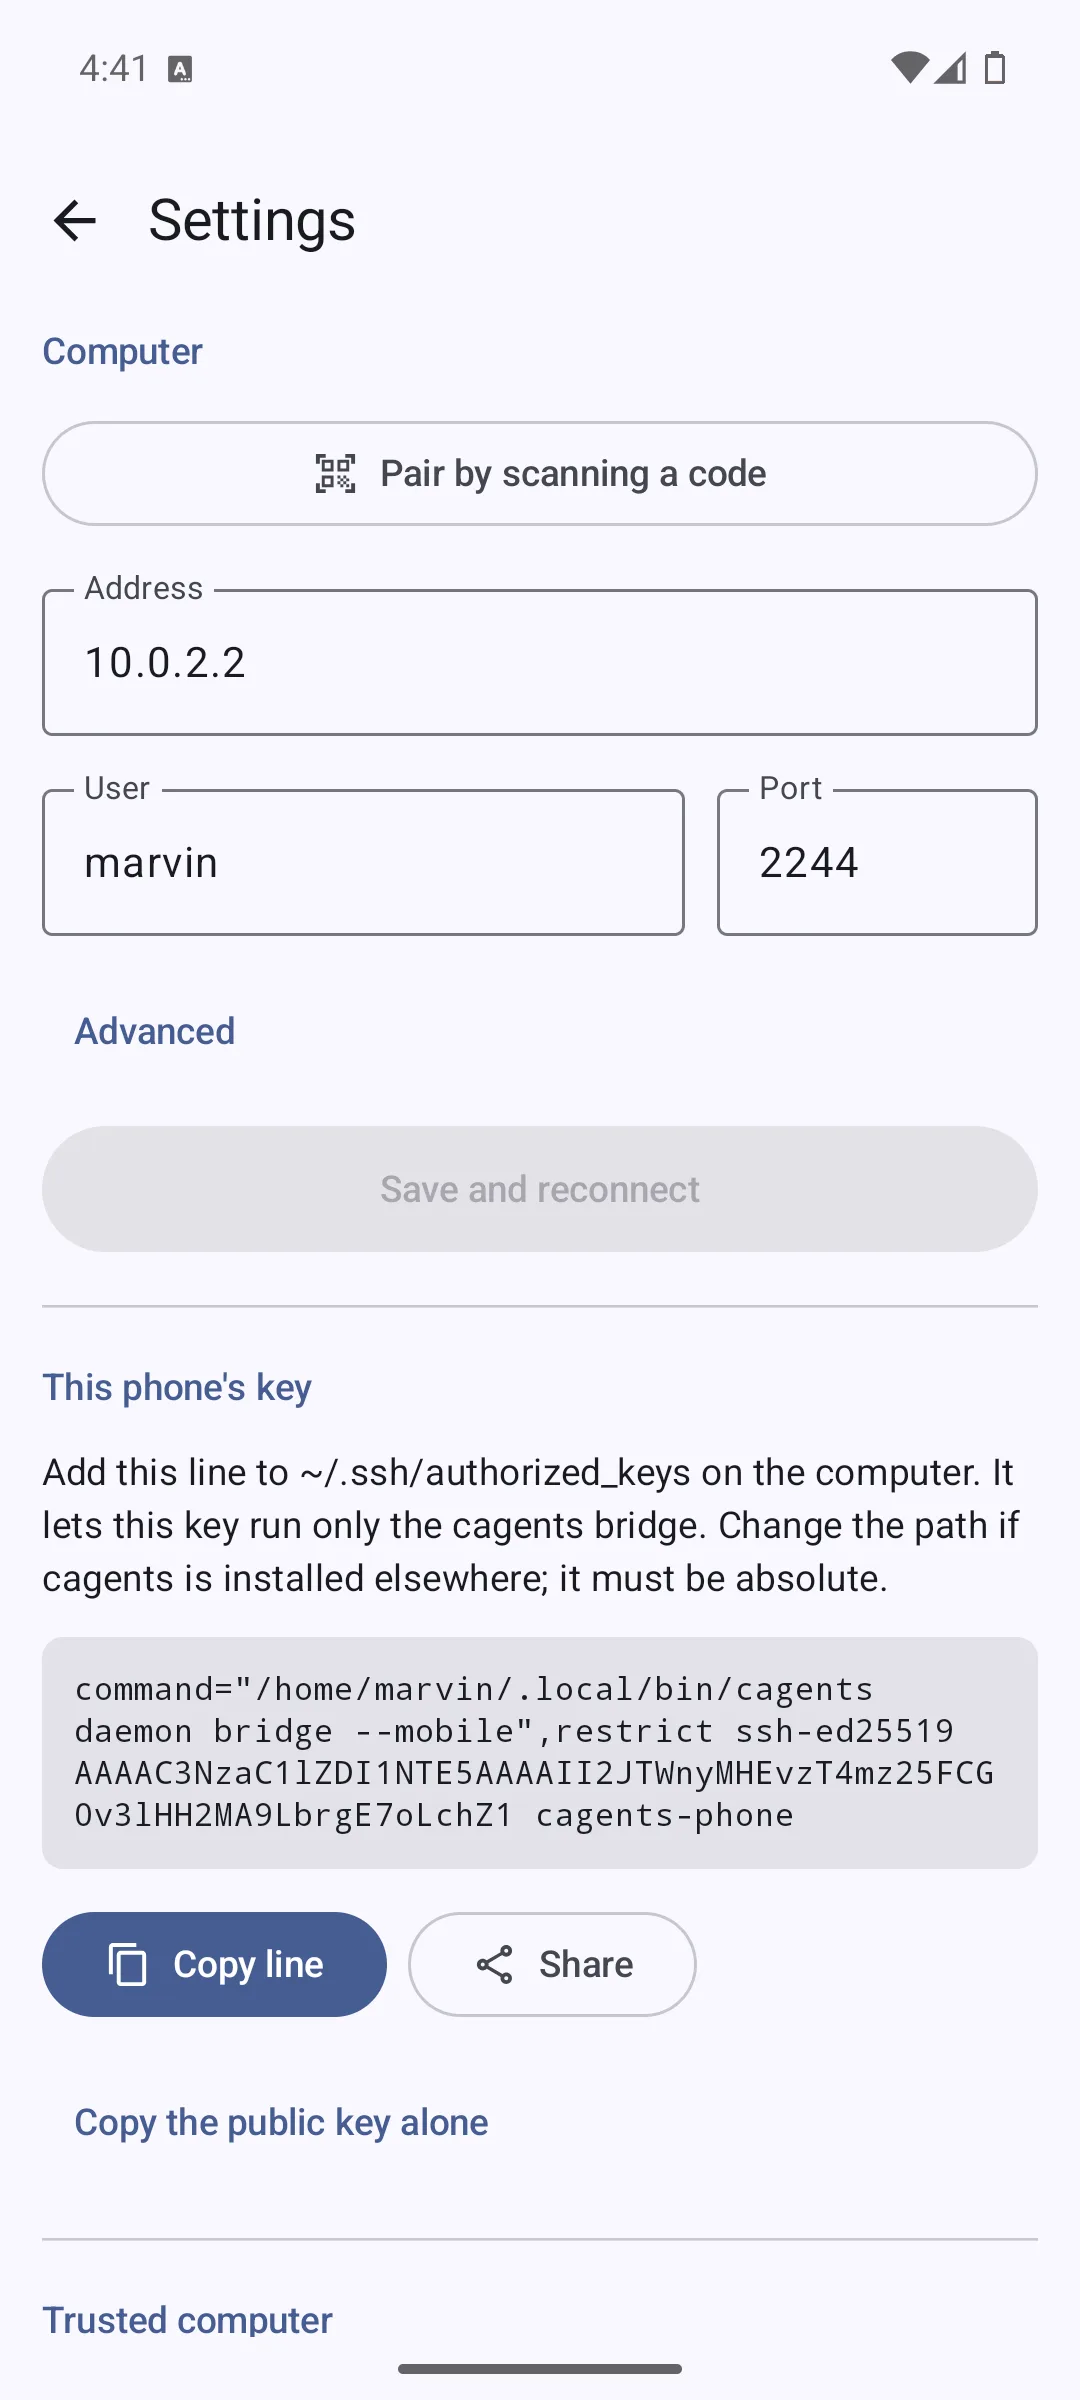 4:41
Settings
Computer
Pair by scanning a code
Address
10.0.2.2
User
Port
marvin
2244
Advanced
Save and reconnect
This phone's key
Add this line to ~/.ssh/authorized_keys on the computer. It
lets this key run only the cagents bridge. Change the path if
cagents is installed elsewhere; it must be absolute.
command="/home/marvin/.local/bin/cagents
daemon bridge --mobile",restrict ssh-ed25519
AAAAC3NzaC1lZDI1NTE5AAAAII2JTWnyMHEvzT4mz25FCG
0v3lHH2MA9LbrgE7oLchZ1 cagents-phone
Copy line
Share
Copy the public key alone
Trusted computer